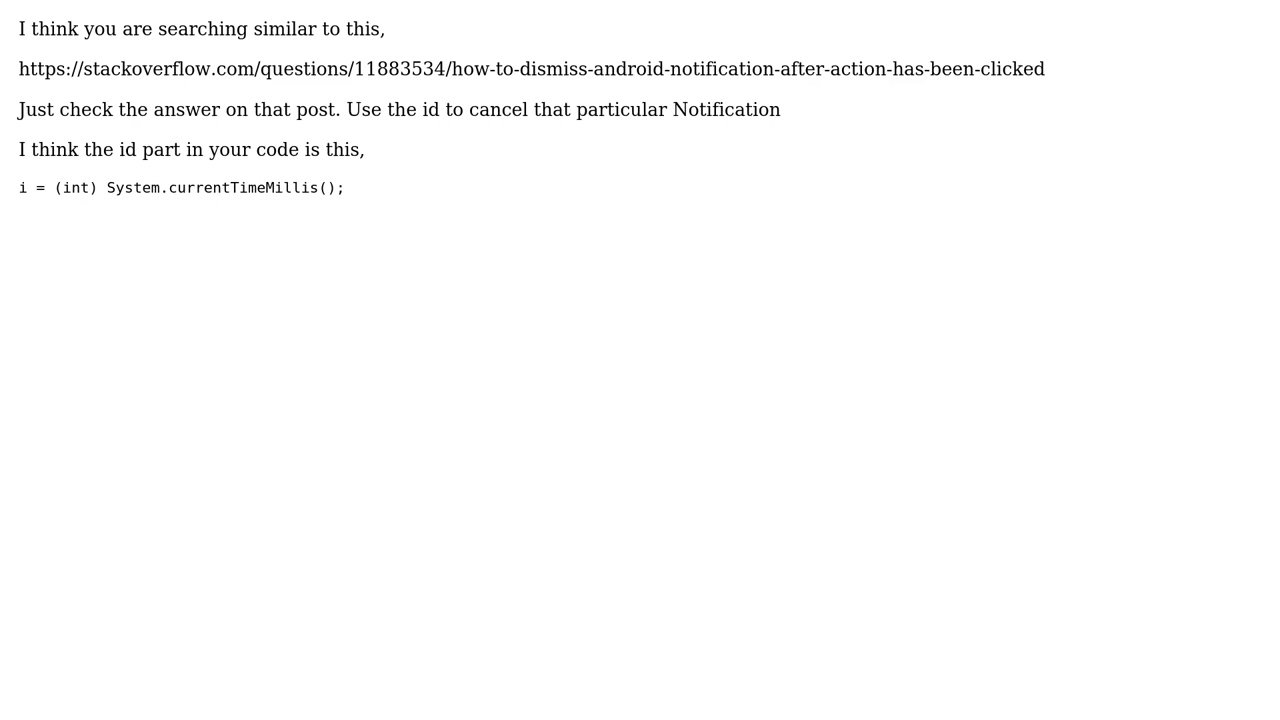 I think you are searching similar to this,
https://stackoverflow.com/questions/11883534/how-to-dismiss-android-notification-after-action-has-been-clicked
Just check the answer on that post. Use the id to cancel that particular Notification
I think the id part in your code is this,
i = (int) System.currentTimeMillis();